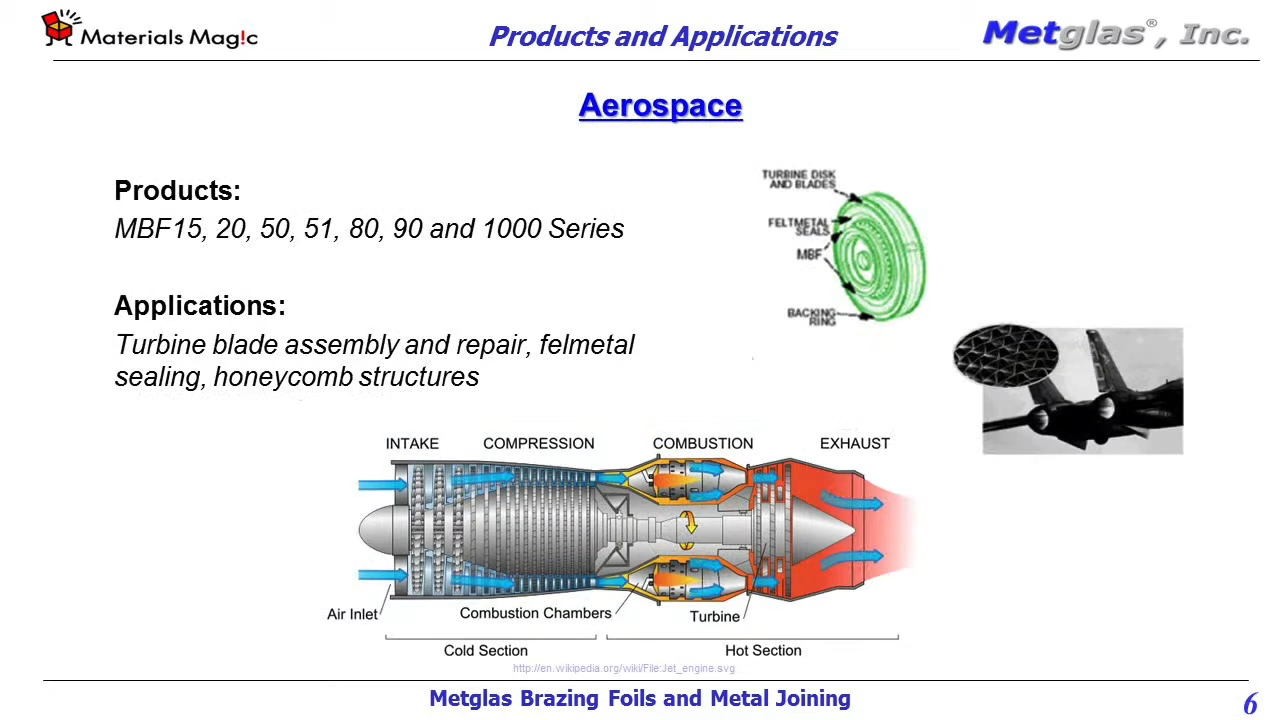 Materials Mag!c
Products and Applications
Metglas®, Inc.
Aerospace
Products:
MBF15, 20, 50, 51, 80, 90 and 1000 Series
Applications:
Turbine blade assembly and repair, felmetal
sealing, honeycomb structures
TURBINE DISK
AND BLADES
FELTMETAL
SEALS
MBF
BACKING
RING
INTAKE COMPRESSION COMBUSTION EXHAUST
Air Inlet
Combustion Chambers
Turbine
Cold Section
Hot Section
http://en.wikipedia.org/wiki/File:Jet_engine.svg
Metglas Brazing Foils and Metal Joining
6